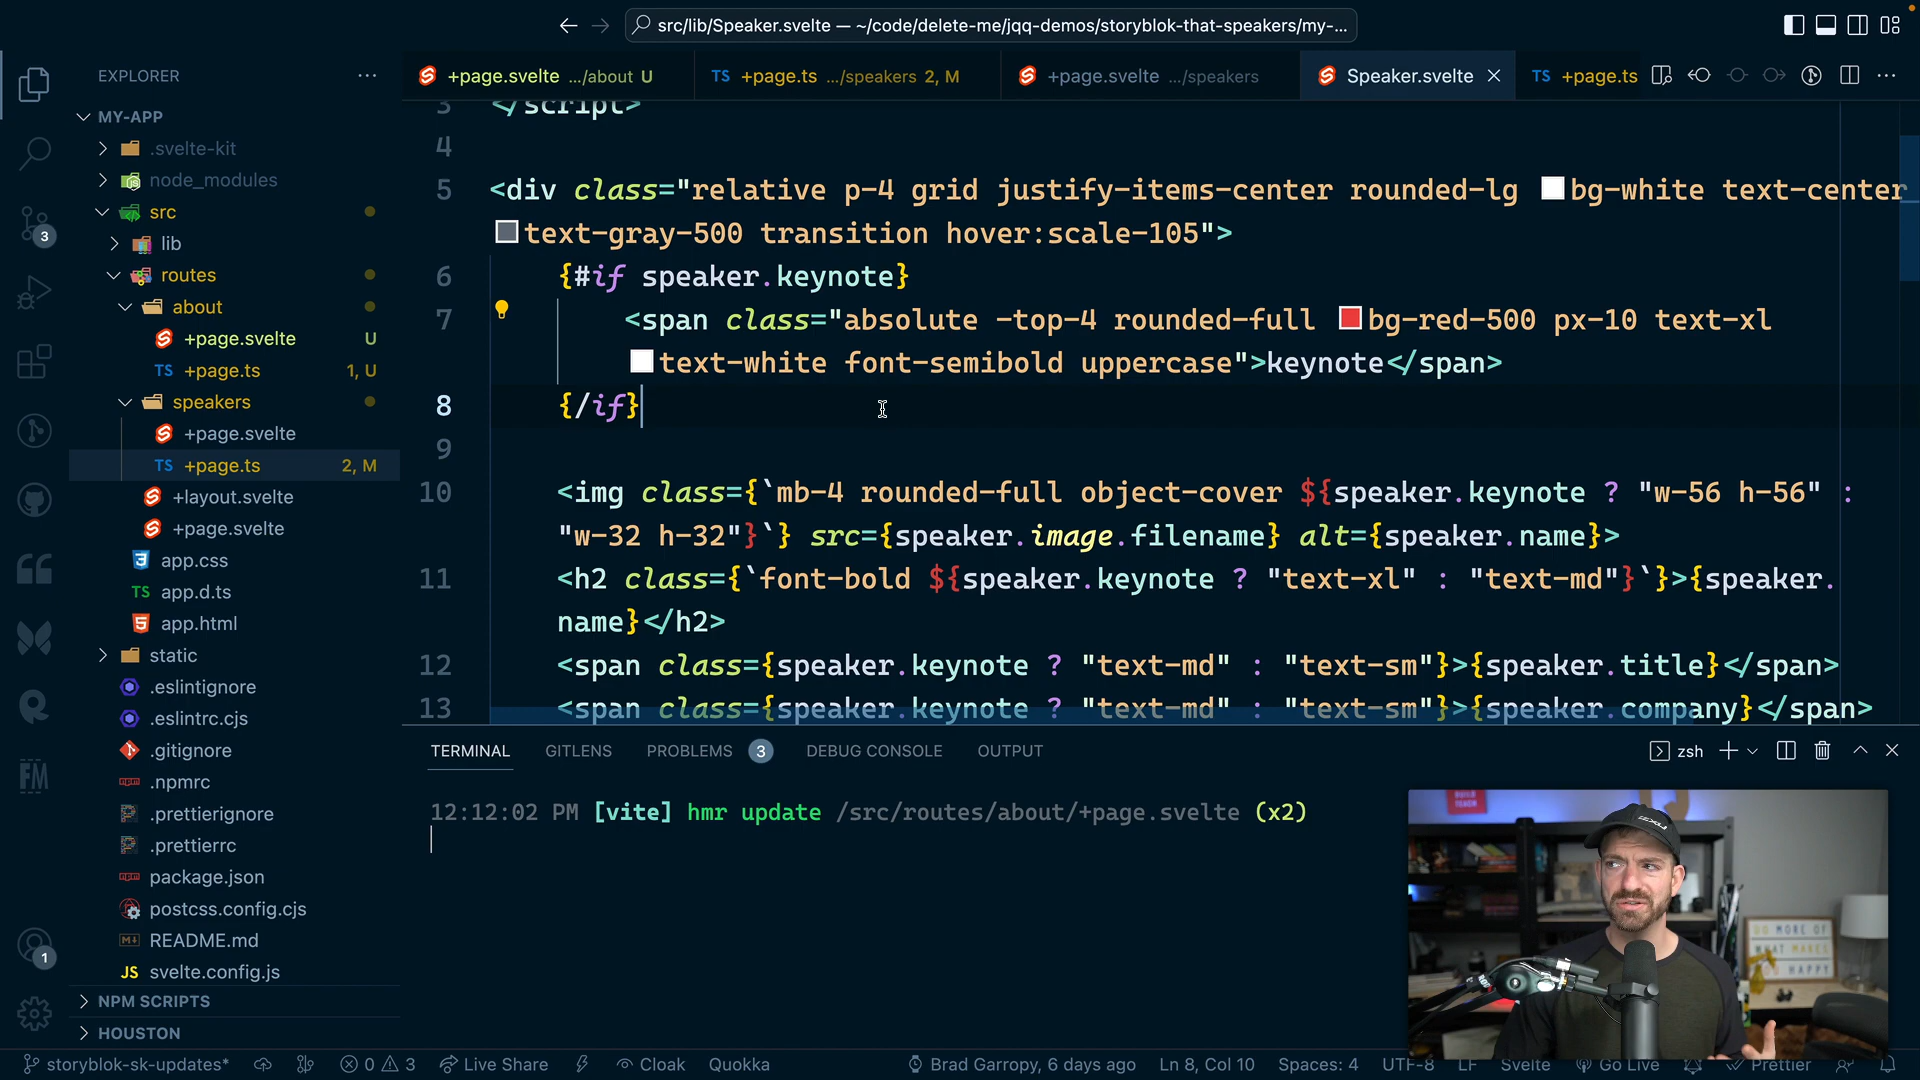 src/lib/Speaker.svelte — ~/code/delete-me/jqq-demos/storyblok-that-speakers/my-...
EXPLORER
MY-APP
.svelte-kit
node_modules
src
lib
routes
about
+page.svelte U
TS +page.ts 1, U
speakers
+page.svelte
TS +page.ts 2, M
+layout.svelte
+page.svelte
app.css
TS app.d.ts
app.html
static
.eslintignore
.eslintrc.cjs
.gitignore
.npmrc
.prettierignore
.prettierrc
package.json
postcss.config.cjs
README.md
JS svelte.config.js
NPM SCRIPTS
HOUSTON
3
1
FM
+page.svelte .../about U
TS +page.ts .../speakers 2, M
+page.svelte .../speakers
Speaker.svelte
TS +page.ts
3 </script>
4
5 <div class="relative p-4 grid justify-items-center rounded-lg bg-white text-center
text-gray-500 transition hover:scale-105">
6 {#if speaker.keynote}
7 <span class="absolute -top-4 rounded-full bg-red-500 px-10 text-xl
text-white font-semibold uppercase">keynote</span>
8 {/if}
9
10 <img class={`mb-4 rounded-full object-cover ${speaker.keynote ? "w-56 h-56" :
"w-32 h-32"}`} src={speaker.image.filename} alt={speaker.name}>
11 <h2 class={`font-bold ${speaker.keynote ? "text-xl" : "text-md"}`}>{speaker.
name}</h2>
12 <span class={speaker.keynote ? "text-md" : "text-sm"}>{speaker.title}</span>
13 <span class={speaker.keynote ? "text-md" : "text-sm"}>{speaker.company}</span>
TERMINAL GITLENS PROBLEMS 3 DEBUG CONSOLE OUTPUT
zsh
12:12:02 PM [vite] hmr update /src/routes/about/+page.svelte (x2)
DO MORE OF
WHAT MAKES
YOU HAPPY
storyblok-sk-updates* 0 3 Live Share Cloak Quokka
Brad Garropy, 6 days ago Ln 8, Col 10 Spaces: 4 UTF-8 LF Svelte Go Live Prettier